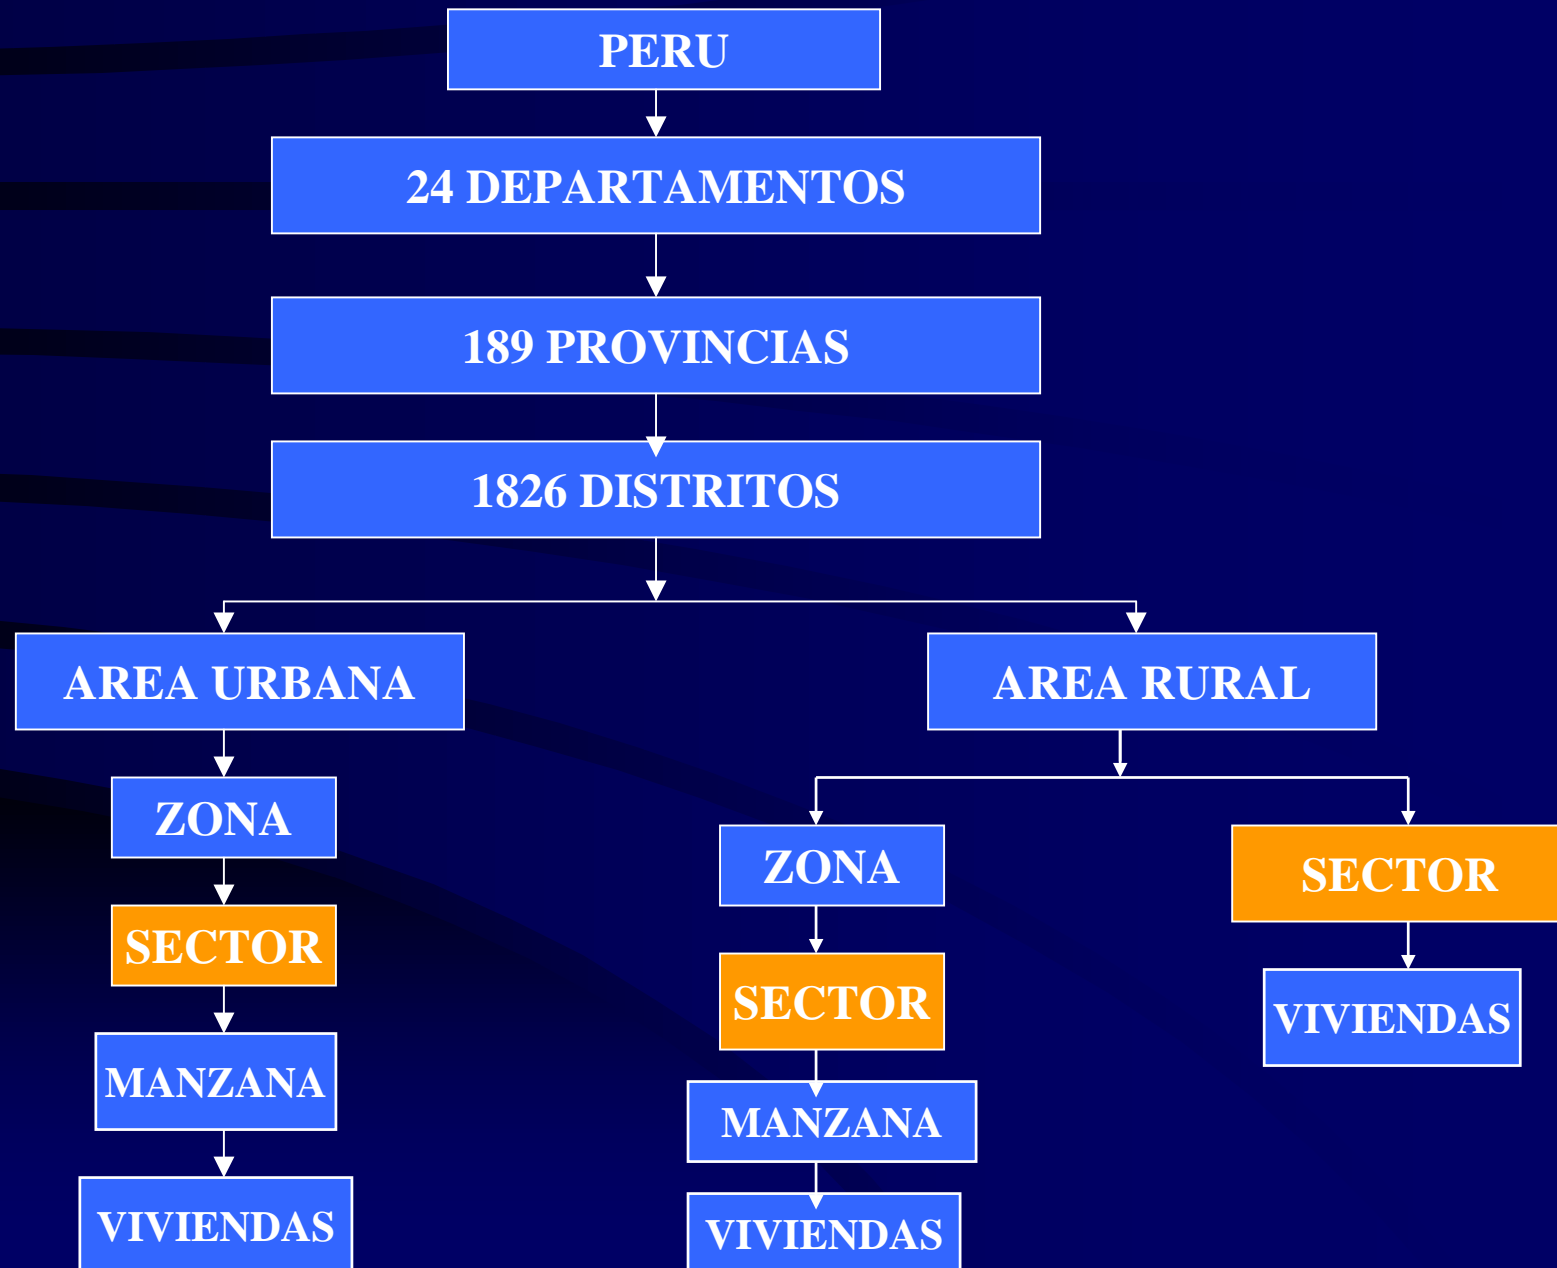 PERU
24 DEPARTAMENTOS
189 PROVINCIAS
1826 DISTRITOS
AREA URBANA
AREA RURAL
ZONA
SECTOR
MANZANA
VIVIENDAS
ZONA
SECTOR
MANZANA
VIVIENDAS
SECTOR
VIVIENDAS